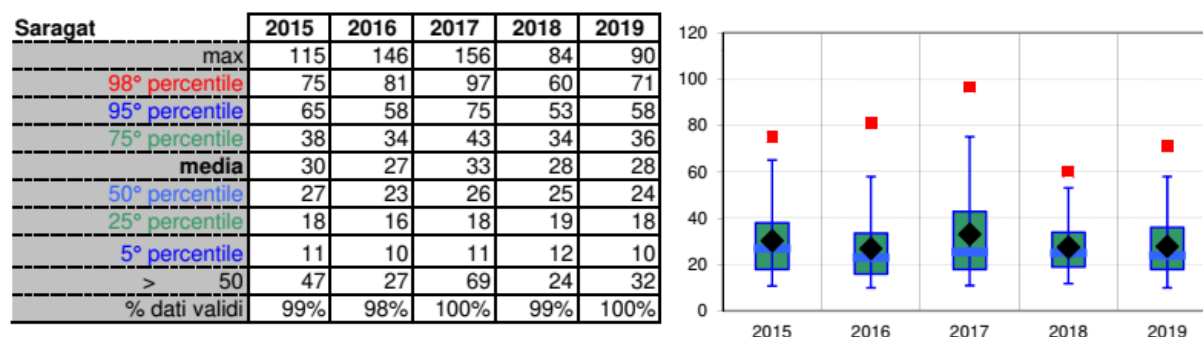 Saragat 2015 2016 2017 2018 2019
max 115 146 156 84 90
98° percentile 75 81 97 60 71
95° percentile 65 58 75 53 58
75° percentile 38 34 43 34 36
media 30 27 33 28 28
50° percentile 27 23 26 25 24
25° percentile 18 16 18 19 18
5° percentile 11 10 11 12 10
> 50 47 27 69 24 32
% dati validi 99% 98% 100% 99% 100%
120
100
80
60
40
20
0
2015 2016 2017 2018 2019